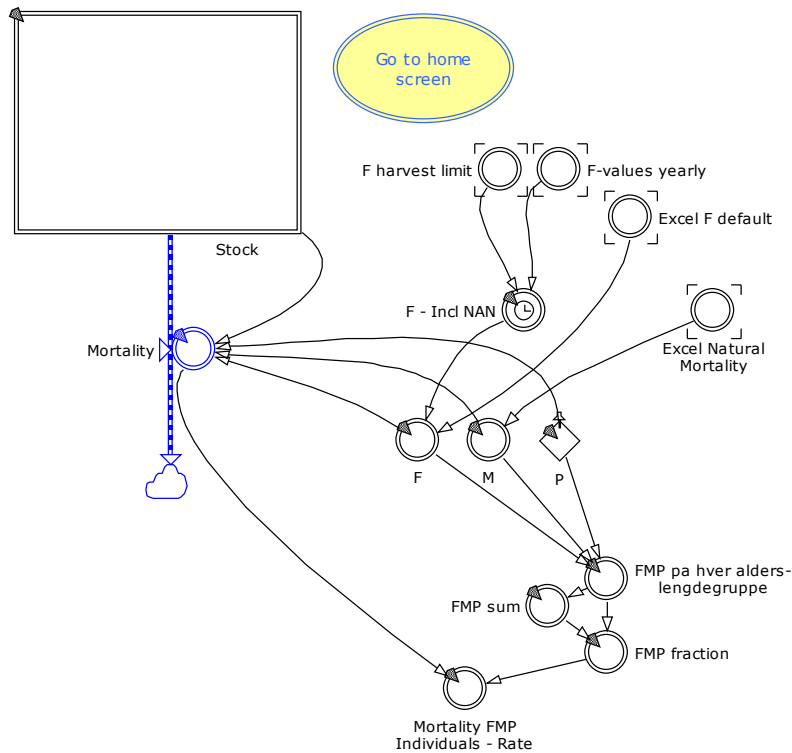 Go to home
screen
F harvest limit
F-values yearly
Excel F default
Stock
F - Incl NAN
Mortality
Excel Natural
Mortality
F
M
P
FMP pa hver alders-
lengdegruppe
FMP sum
FMP fraction
Mortality FMP
Individuals - Rate